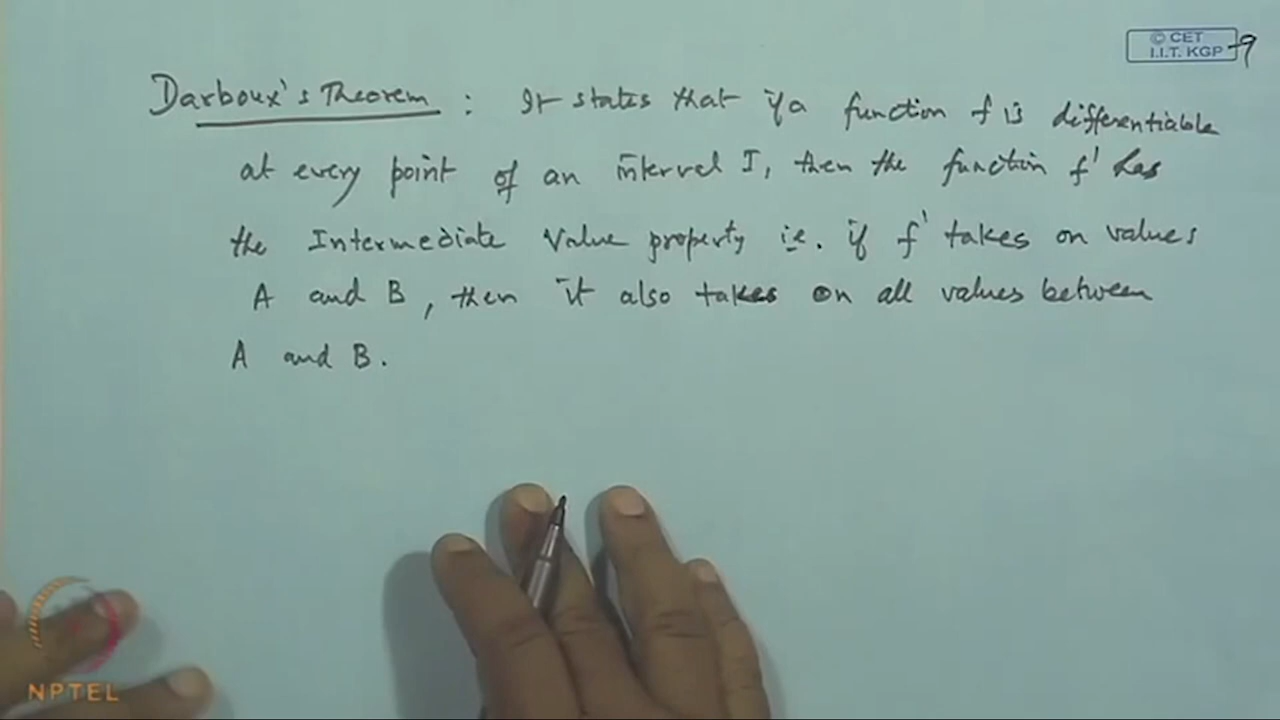 © CET
I.I.T. KGP
9
Darboux's Theorem : It states that if a function f is differentiable
at every point of an interval I, then the function f' has
the Intermediate Value property i.e. if f' takes on values
A and B, then it also takes on all values between
A and B.
NPTEL